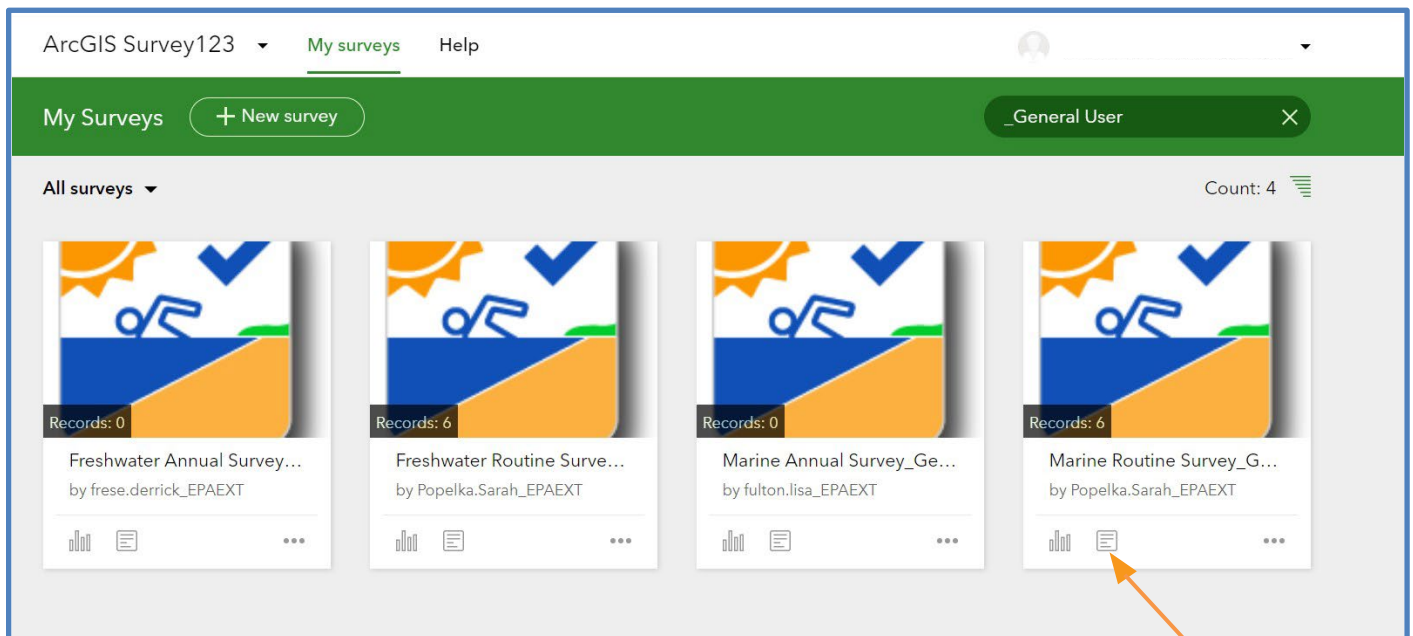 ArcGIS Survey123 My surveys Help
My Surveys + New survey _General User
All surveys Count: 4
Records: 0 Records: 6 Records: 0 Records: 6
Freshwater Annual Survey... Freshwater Routine Surve... Marine Annual Survey_Ge... Marine Routine Survey_G...
by frese.derrick_EPAEXT by Popelka.Sarah_EPAEXT by fulton.lisa_EPAEXT by Popelka.Sarah_EPAEXT